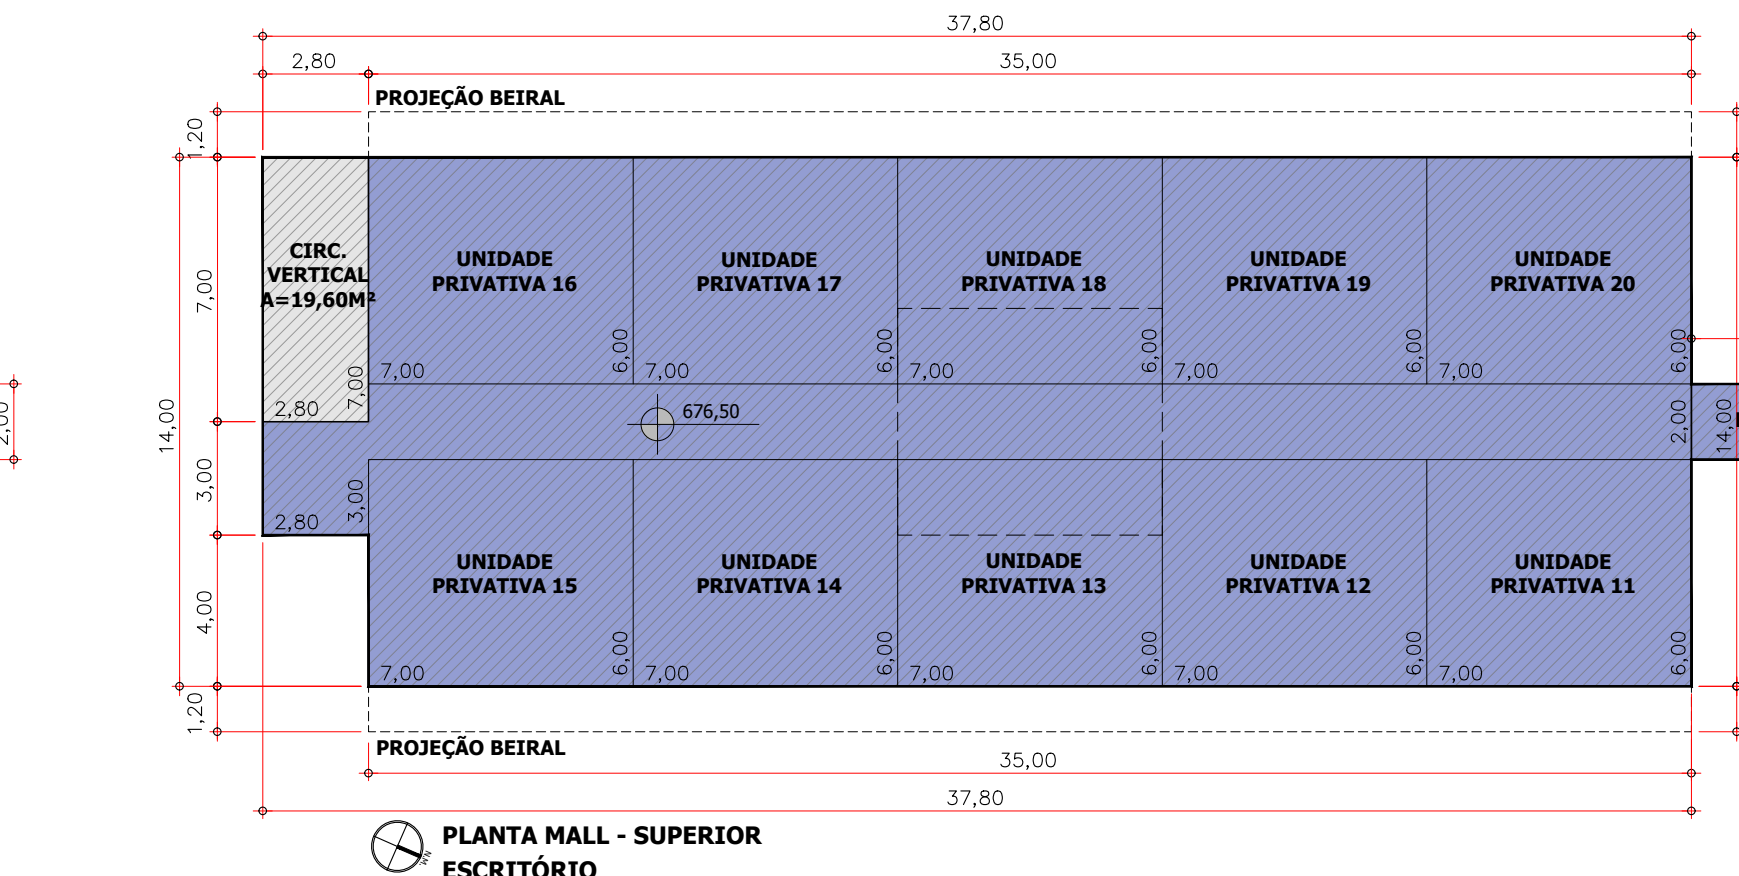 37,80
2,80
35,00
PROJEÇÃO BEIRAL
1,20
CIRC.
VERTICAL
A=19,60M²
UNIDADE
PRIVATIVA 16
UNIDADE
PRIVATIVA 17
UNIDADE
PRIVATIVA 18
UNIDADE
PRIVATIVA 19
UNIDADE
PRIVATIVA 20
7,00
6,00
6,00
6,00
6,00
6,00
7,00
7,00
7,00
7,00
7,00
7,00
2,80
676,50
2,00
14,00
2,00
14,00
3,00
3,00
2,80
UNIDADE
PRIVATIVA 15
UNIDADE
PRIVATIVA 14
UNIDADE
PRIVATIVA 13
UNIDADE
PRIVATIVA 12
UNIDADE
PRIVATIVA 11
4,00
6,00
6,00
6,00
6,00
6,00
7,00
7,00
7,00
7,00
7,00
1,20
PROJEÇÃO BEIRAL
35,00
37,80
N.M.
PLANTA MALL - SUPERIOR
ESCRITÓRIO